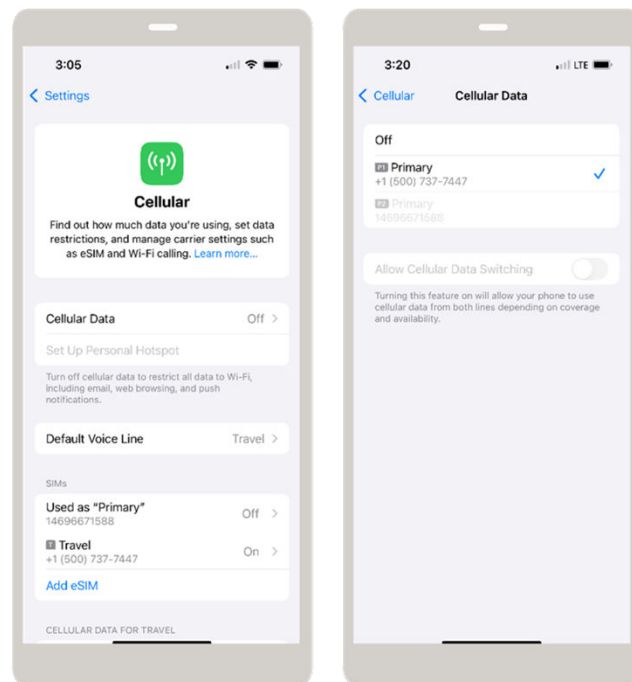 3:05
Settings
Cellular
Find out how much data you're using, set data
restrictions, and manage carrier settings such
as eSIM and Wi-Fi calling. Learn more...
Cellular Data Off
Set Up Personal Hotspot
Turn off cellular data to restrict all data to Wi-Fi,
including email, web browsing, and push
notifications.
Default Voice Line Travel
SIMs
Used as "Primary" Off
14696671588
T Travel On
+1 (500) 737-7447
Add eSIM
CELLULAR DATA FOR TRAVEL
3:20 LTE
Cellular Cellular Data
Off
P1 Primary
+1 (500) 737-7447
P2 Primary
14696671588
Allow Cellular Data Switching
Turning this feature on will allow your phone to use
cellular data from both lines depending on coverage
and availability.